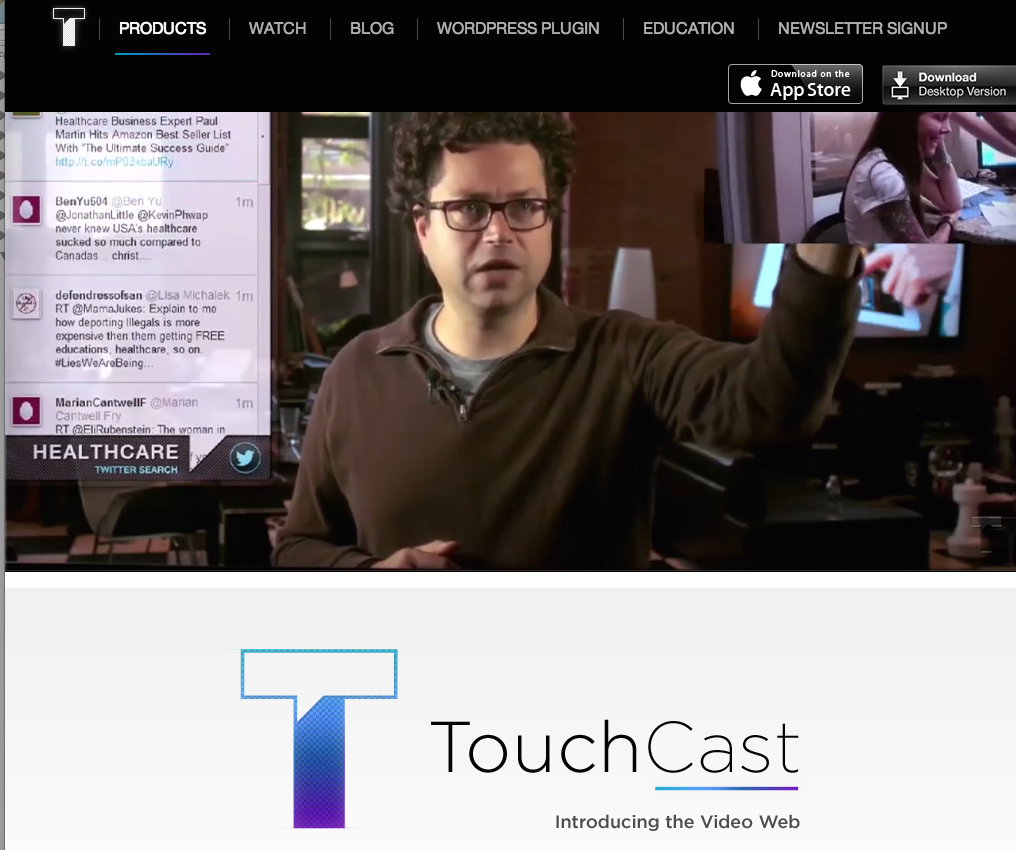 PRODUCTS WATCH BLOG WORDPRESS PLUGIN EDUCATION NEWSLETTER SIGNUP
Download on the
App Store
Download
Desktop Version
Healthcare Business Expert Paul
Martin Hits Amazon Best Seller List
With "The Ultimate Success Guide"
http://t.co/mP03xbaURy
BenYu604 @Ben Yu 1m
@JonathanLittle @KevinPhwap
never knew USA's healthcare
sucked so much compared to
Canadas... christ....
defendressofsan @Lisa Michalek 1m
RT @MamaJukes: Explain to me
how deporting Illegals is more
expensive then them getting FREE
educations, healthcare, so on.
#LiesWeAreBeing...
MarianCantwellF @Marian 1m
Cantwell Fry
RT @EliRubenstein: The woman in
HEALTHCARE
TWITTER SEARCH
TouchCast
Introducing the Video Web